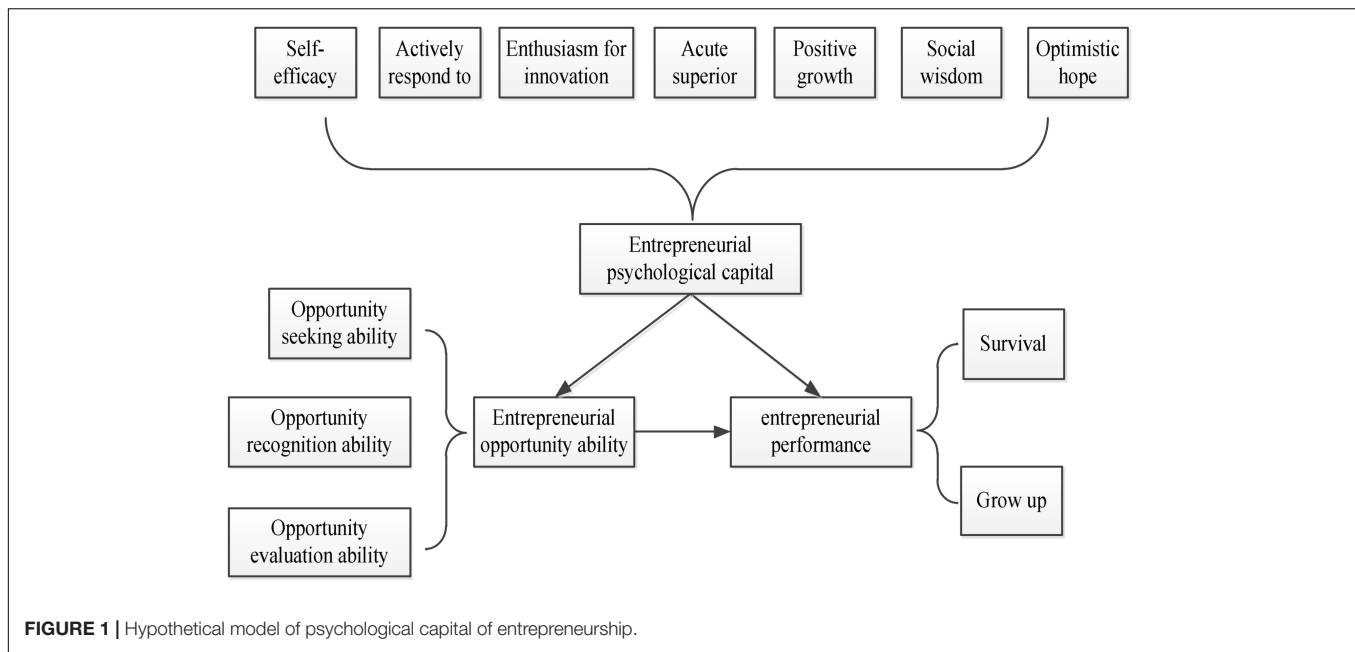 Self-
efficacy
Actively
respond to
Enthusiasm for
innovation
Acute
superior
Positive
growth
Social
wisdom
Optimistic
hope
Entrepreneurial
psychological capital
Opportunity
seeking ability
Opportunity
recognition ability
Opportunity
evaluation ability
Entrepreneurial
opportunity ability
entrepreneurial
performance
Survival
Grow up
FIGURE 1 | Hypothetical model of psychological capital of entrepreneurship.